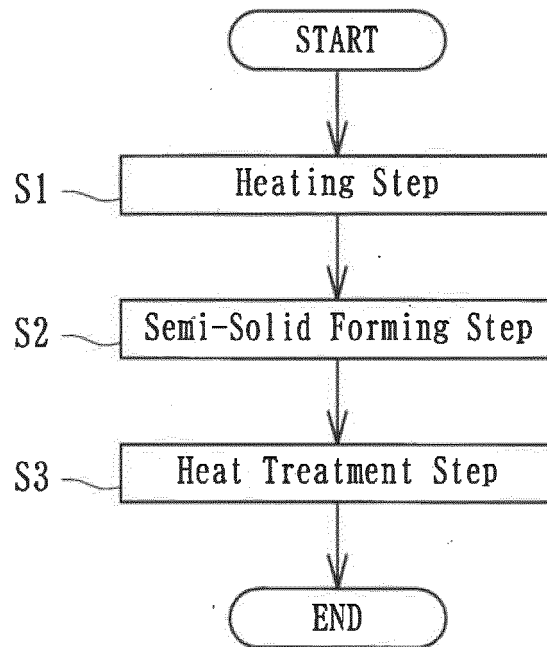 START
S1 Heating Step
S2 Semi-Solid Forming Step
S3 Heat Treatment Step
END